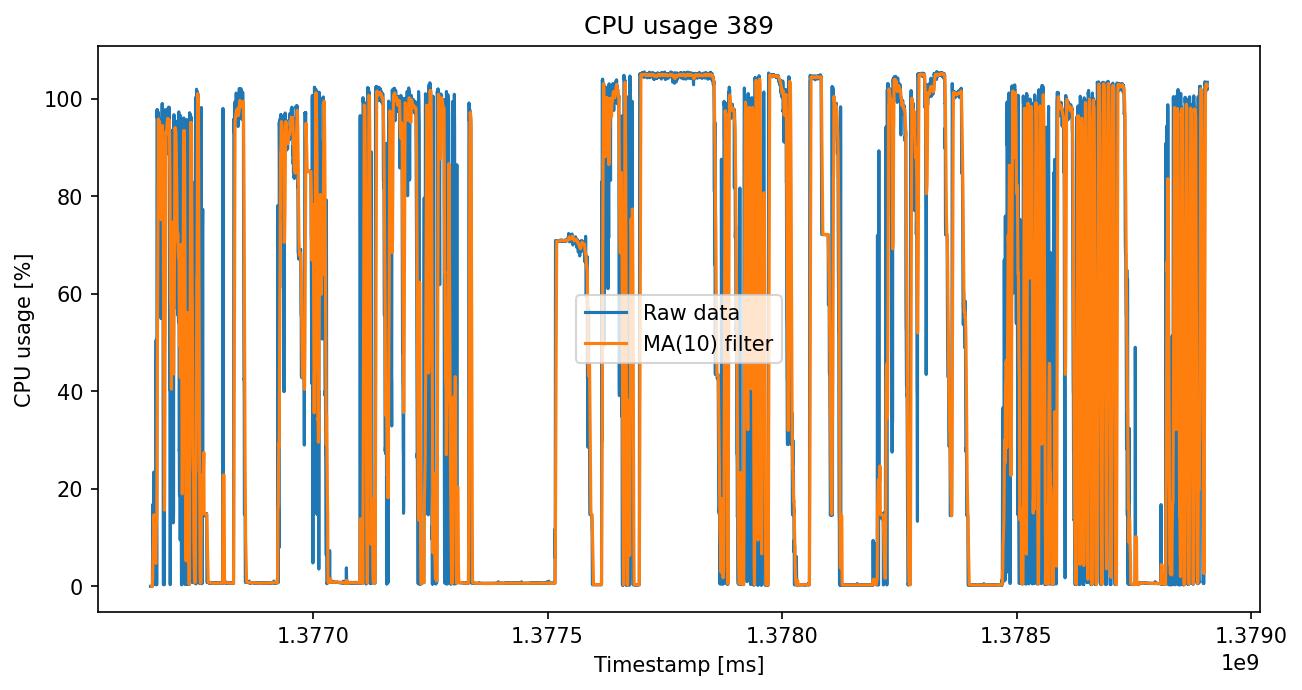 CPU usage 389
CPU usage [%]
100
80
60
40
20
0
Raw data
MA(10) filter
1.3770
1.3775
1.3780
1.3785
1.3790
1e9
Timestamp [ms]